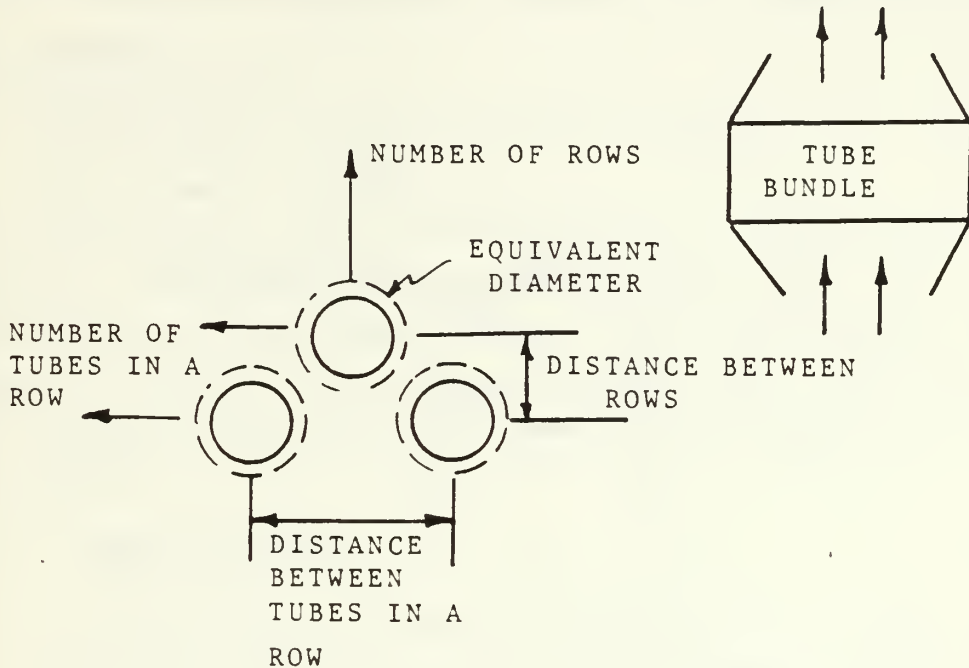 NUMBER OF ROWS
TUBE
BUNDLE
EQUIVALENT
DIAMETER
NUMBER OF
TUBES IN A
ROW
DISTANCE BETWEEN
ROWS
DISTANCE
BETWEEN
TUBES IN A
ROW